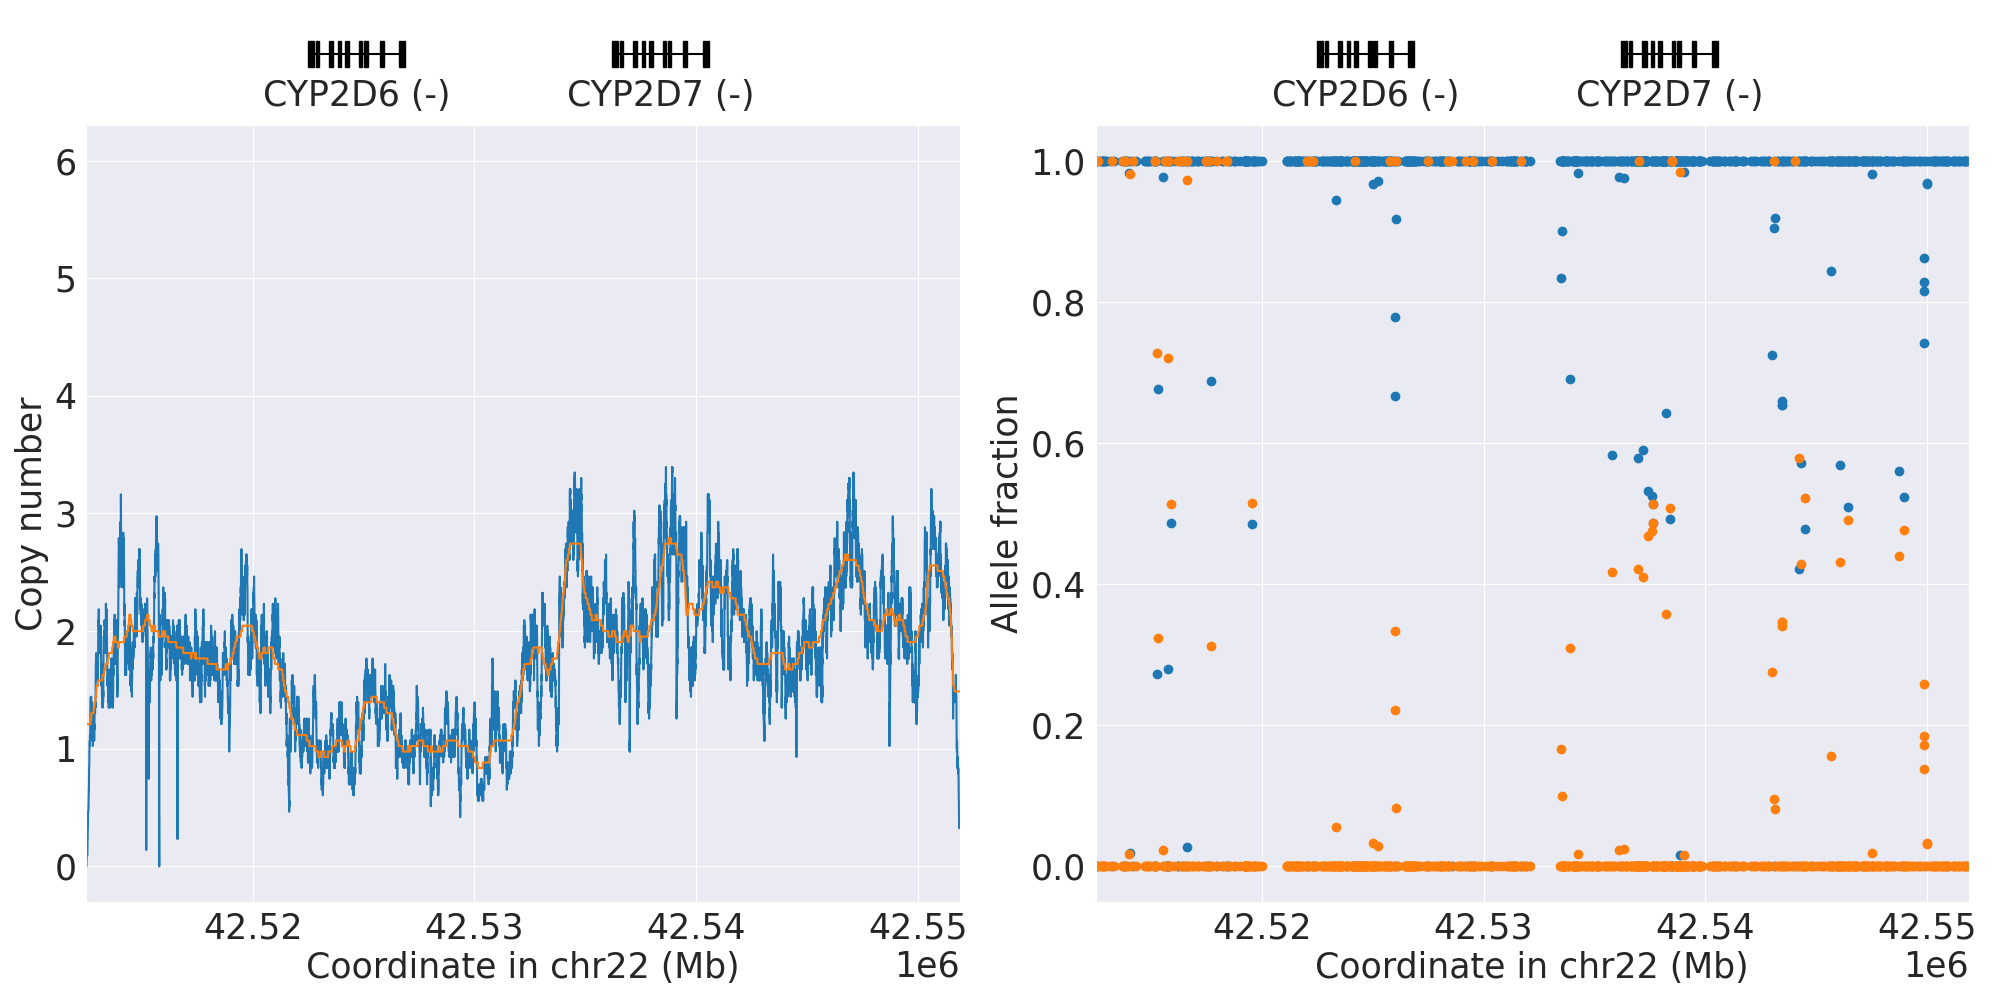 CYP2D6 (-) CYP2D7 (-)
6
5
4
3
2
1
0
Copy number
42.52 42.53 42.54 42.55
Coordinate in chr22 (Mb) 1e6
CYP2D6 (-) CYP2D7 (-)
1.0
0.8
0.6
0.4
0.2
0.0
Allele fraction
42.52 42.53 42.54 42.55
Coordinate in chr22 (Mb) 1e6